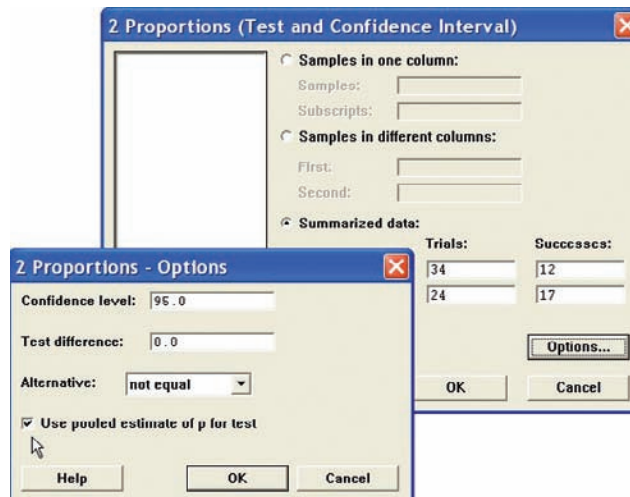 2 Proportions (Test and Confidence Interval)
Samples in one column:
Samples:
Subscripts:
Samples in different columns:
First:
Second:
Summarized data:
Trials: Successes:
34 12
24 17
Options...
OK Cancel
2 Proportions - Options
Confidence level: 95.0
Test difference: 0.0
Alternative: not equal
Use pooled estimate of p for test
Help OK Cancel